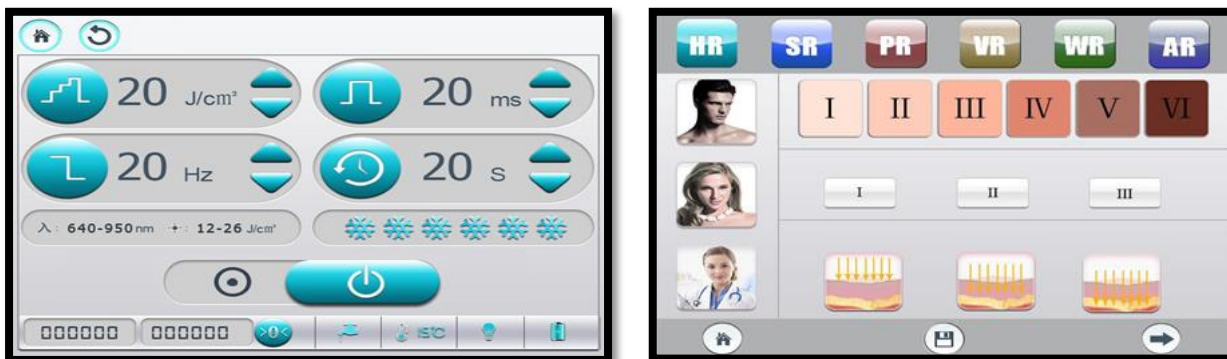 20 J/cm²
20 ms
20 Hz
20 S
入: 640-950nm : 12-26 J/cm²
000000 000000 >0< 15℃
HR SR PR VR WR AR
I II III IV V VI
I II III